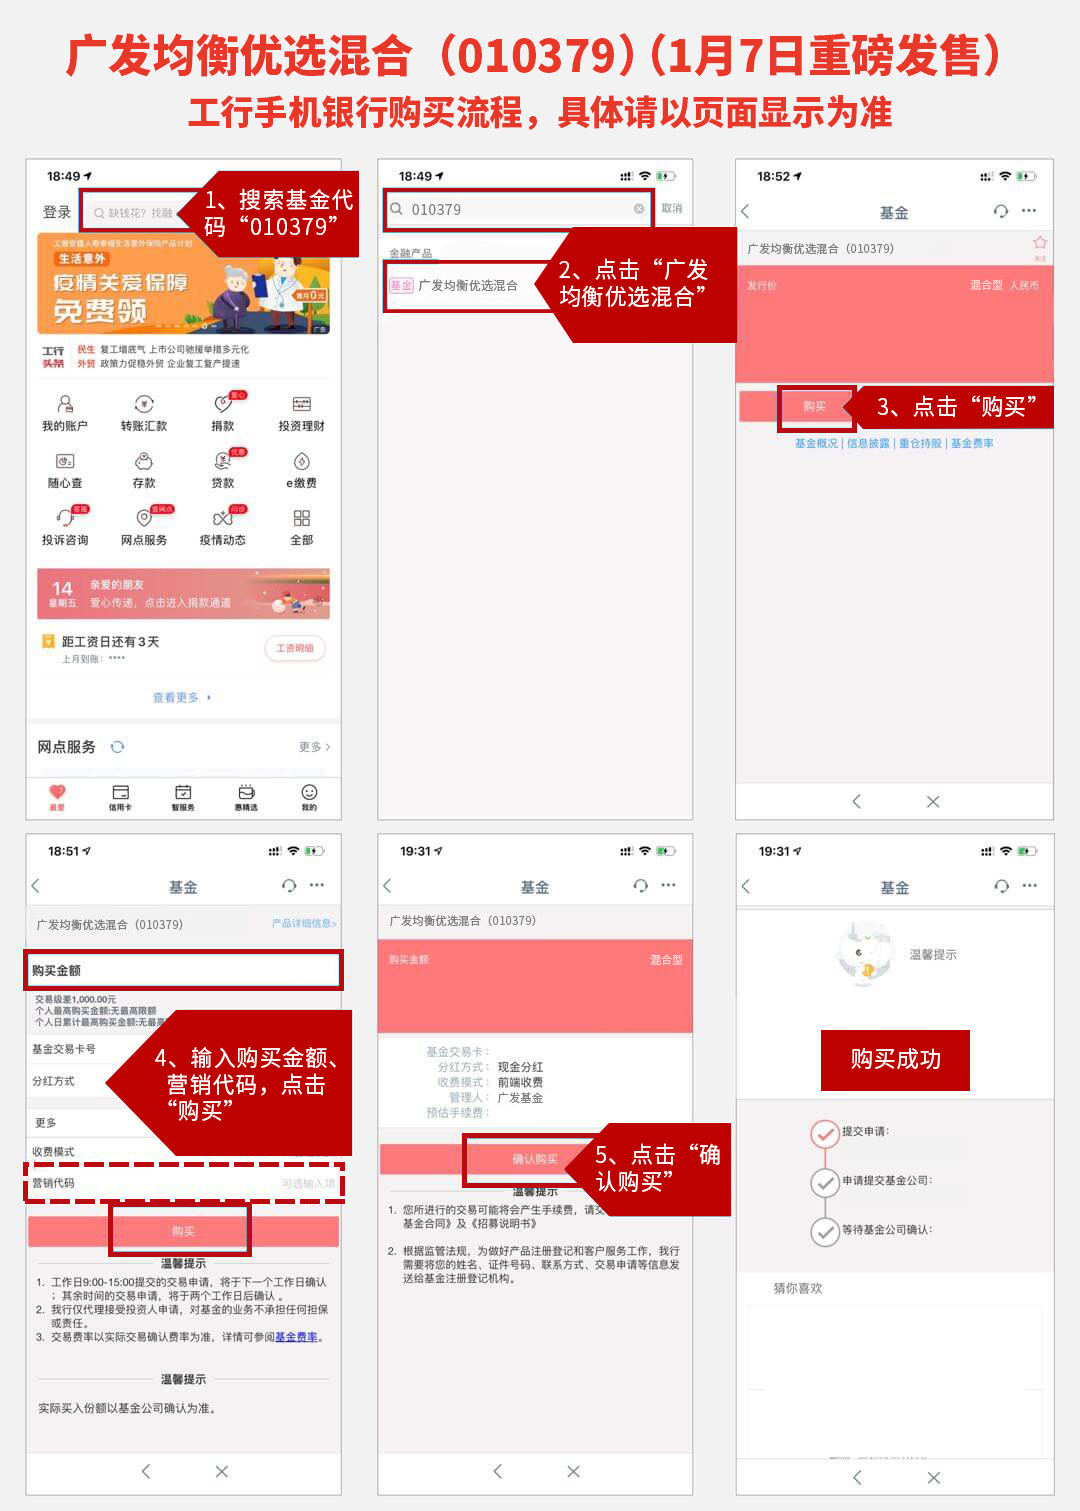 广发均衡优选混合（010379）（1月7日重磅发售）
工行手机银行购买流程，具体请以页面显示为准
18:49
登录
缺钱花？找融
1、搜索基金代
码“010379”
工银安盛人寿幸福生活意外保险产品计划
生活意外
疫情关爱保障
免费领
首月0元
广告
工行
头条
民生 复工增底气 上市公司驰援举措多元化
外贸 政策力促稳外贸 企业复工复产提速
爱心
我的账户
转账汇款
捐款
投资理财
优惠
随心查
存款
贷款
e缴费
客服
查网点
问诊
投诉咨询
网点服务
疫情动态
全部
14
星期五
亲爱的朋友
爱心传递，点击进入捐款通道
距工资日还有3天
上月到账：****
工资明细
查看更多
网点服务
更多
最爱
信用卡
智服务
惠精选
我的
18:49
010379
取消
金融产品
基金 广发均衡优选混合
2、点击“广发
均衡优选混合”
18:52
基金
广发均衡优选混合（010379）
关注
发行价
混合型 人民币
购买
3、点击“购买”
基金概况 | 信息披露 | 重仓持股 | 基金费率
18:51
基金
广发均衡优选混合（010379）
产品详细信息>
购买金额
交易级差1,000.00元
个人最高购买金额:无最高限额
个人日累计最高购买金额:无最高
基金交易卡号
分红方式
4、输入购买金额、
营销代码，点击
“购买”
更多
收费模式
营销代码
可选输入项
购买
温馨提示
1. 工作日9:00-15:00提交的交易申请，将于下一个工作日确认
；其余时间的交易申请，将于两个工作日后确认 。
2. 我行仅代理接受投资人申请，对基金的业务不承担任何担保
或责任。
3. 交易费率以实际交易确认费率为准，详情可参阅基金费率。
温馨提示
实际买入份额以基金公司确认为准。
19:31
基金
广发均衡优选混合（010379）
购买金额
混合型
基金交易卡：
分红方式： 现金分红
收费模式： 前端收费
管理人： 广发基金
预估手续费：
确认购买
5、点击“确
认购买”
温馨提示
1. 您所进行的交易可能将会产生手续费，请交
基金合同》及《招募说明书》
2. 根据监管法规，为做好产品注册登记和客户服务工作，我行
需要将您的姓名、证件号码、联系方式、交易申请等信息发
送给基金注册登记机构。
19:31
基金
温馨提示
购买成功
提交申请：
申请提交基金公司：
等待基金公司确认：
猜你喜欢